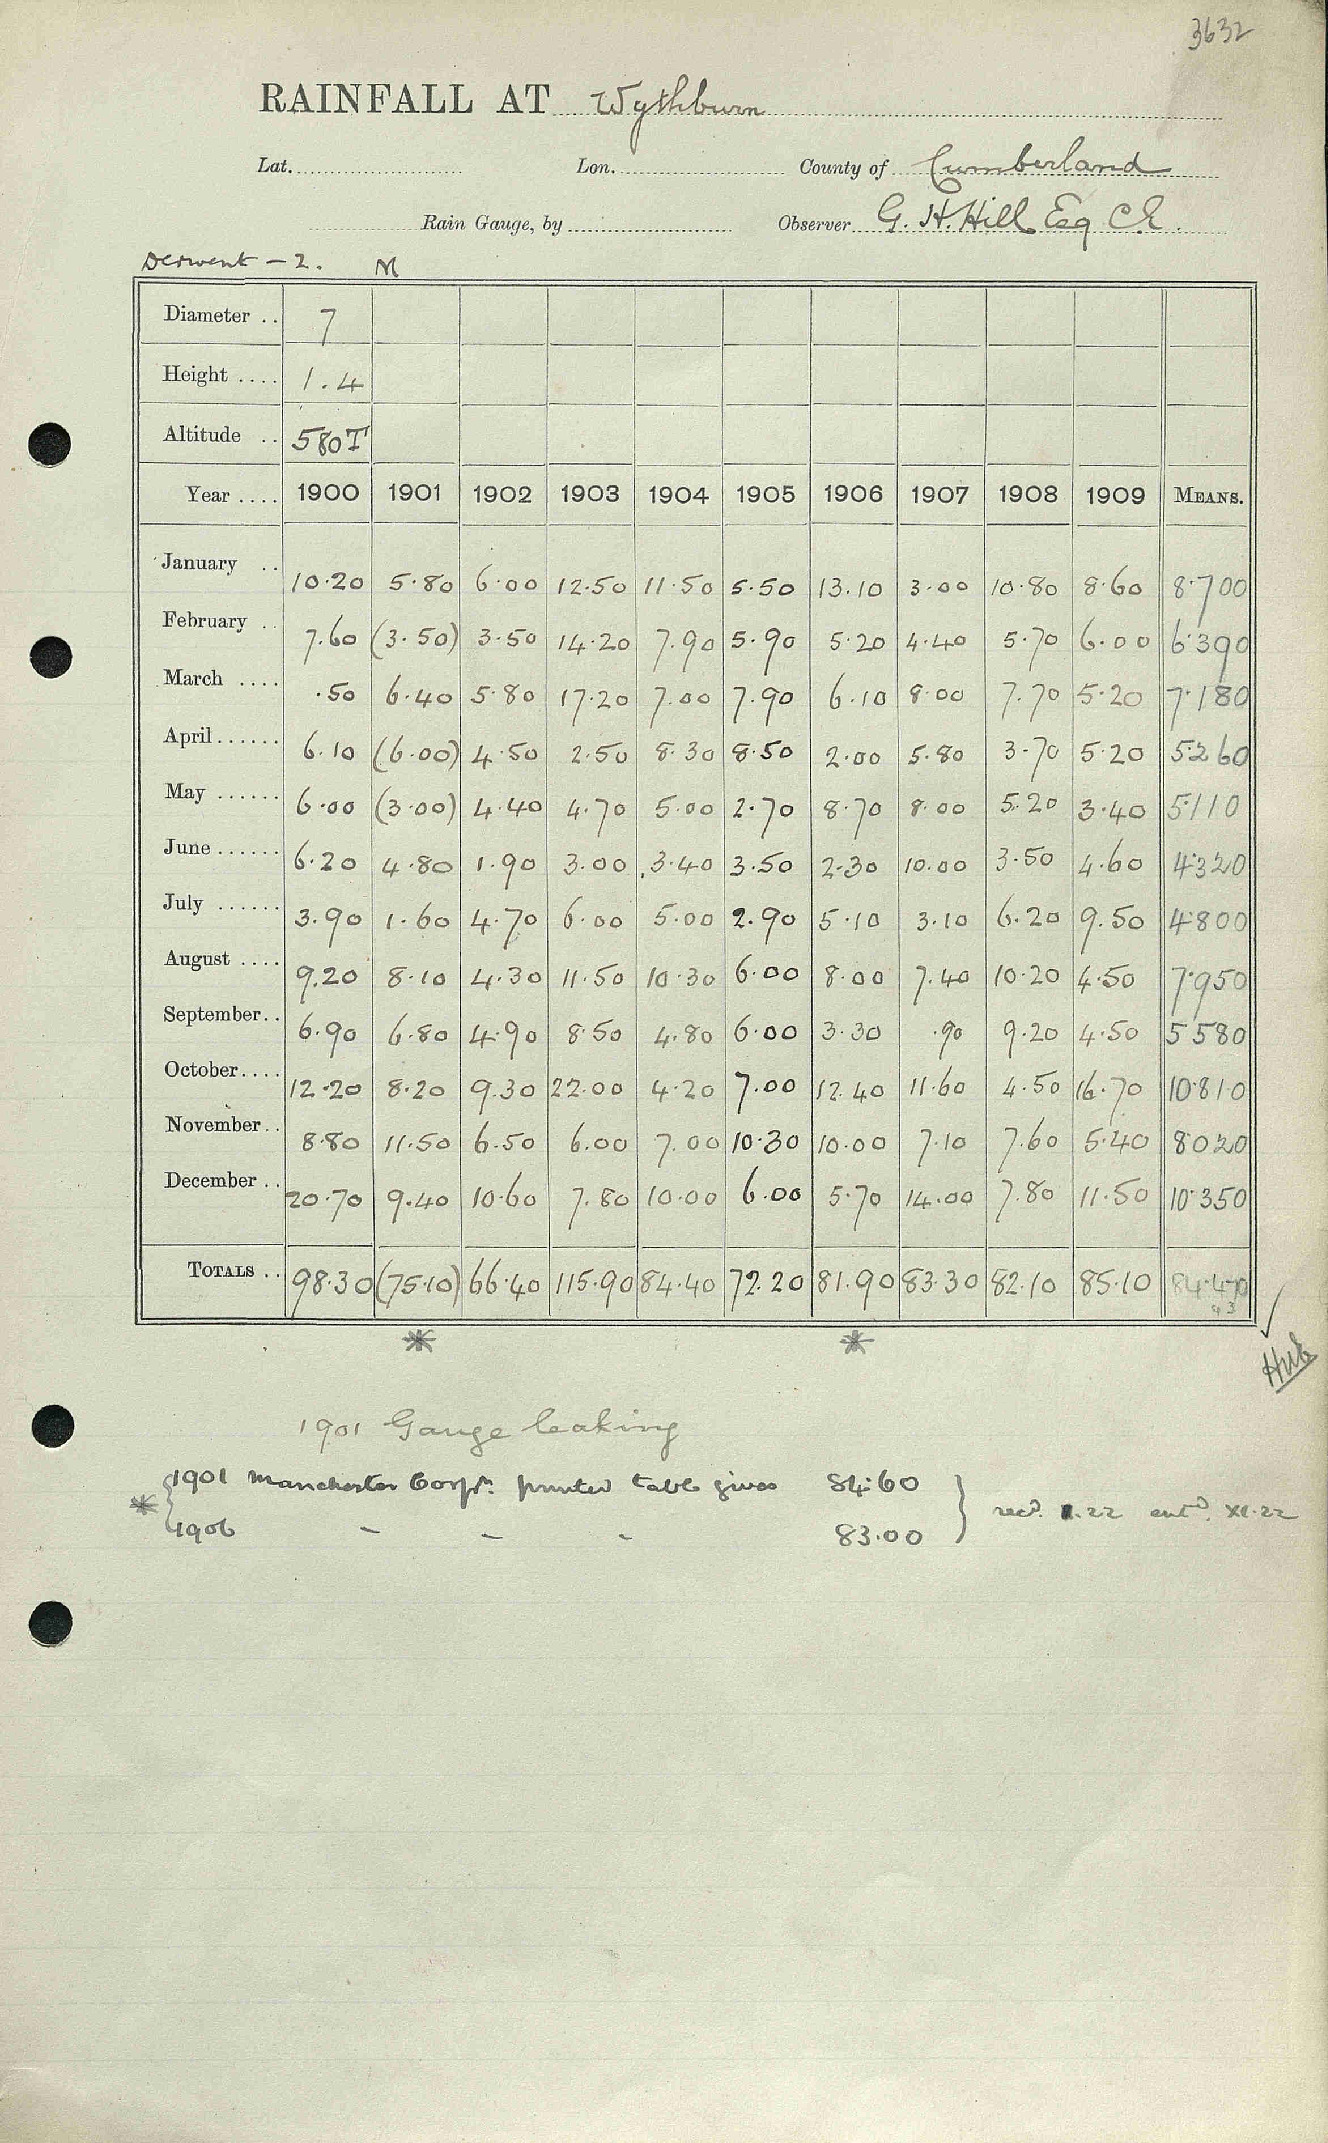 3632
RAINFALL AT Wythburn
Lat. Lon. County of Cumberland
Rain Gauge, by Observer G. H. Hill Esq C.E.
Derwent - 2. M
Diameter .. 7
Height .... 1.4
Altitude .. 580T
Year .... 1900 1901 1902 1903 1904 1905 1906 1907 1908 1909 MEANS.
January .. 10.20 5.80 6.00 12.50 11.50 5.50 13.10 3.00 10.80 8.60 8.700
February .. 7.60 (3.50) 3.50 14.20 7.90 5.90 5.20 4.40 5.70 6.00 6.390
March .... .50 6.40 5.80 17.20 7.00 7.90 6.10 8.00 7.70 5.20 7.180
April ...... 6.10 (6.00) 4.50 2.50 8.30 8.50 2.00 5.80 3.70 5.20 5.260
May ...... 6.00 (3.00) 4.40 4.70 5.00 2.70 8.70 8.00 5.20 3.40 5.110
June ...... 6.20 4.80 1.90 3.00 3.40 3.50 2.30 10.00 3.50 4.60 4.320
July ...... 3.90 1.60 4.70 6.00 5.00 2.90 5.10 3.10 6.20 9.50 4.800
August .... 9.20 8.10 4.30 11.50 10.30 6.00 8.00 7.40 10.20 4.50 7.950
September .. 6.90 6.80 4.90 8.50 4.80 6.00 3.30 .90 9.20 4.50 5580
October .... 12.20 8.20 9.30 22.00 4.20 7.00 12.40 11.60 4.50 16.70 10.810
November .. 8.80 11.50 6.50 6.00 7.00 10.30 10.00 7.10 7.60 5.40 8020
December .. 20.70 9.40 10.60 7.80 10.00 6.00 5.70 14.00 7.80 11.50 10.350
TOTALS .. 98.30 (75.10) 66.40 115.90 84.40 72.20 81.90 83.30 82.10 85.10 84.470
43
* *
1901 Gauge leaking
* 1901 Manchester Corpn. printed table gives 84.60
1906 - - - 83.00
recd. .22 entd. XI.22